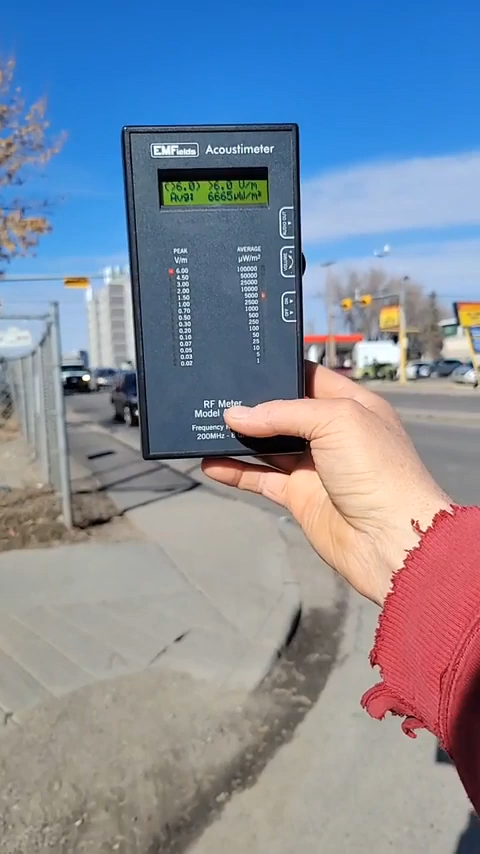 EMFields Acoustimeter
(>6.0) >6.0 V/m
Avg: 6665µW/m²
PEAK
V/m
6.00
4.50
3.00
2.00
1.50
1.00
0.70
0.50
0.30
0.20
0.10
0.07
0.05
0.03
0.02
AVERAGE
µW/m²
100000
50000
25000
10000
5000
2500
1000
500
250
100
50
25
10
5
1
RF Meter
Model
Frequency
200MHz - 8